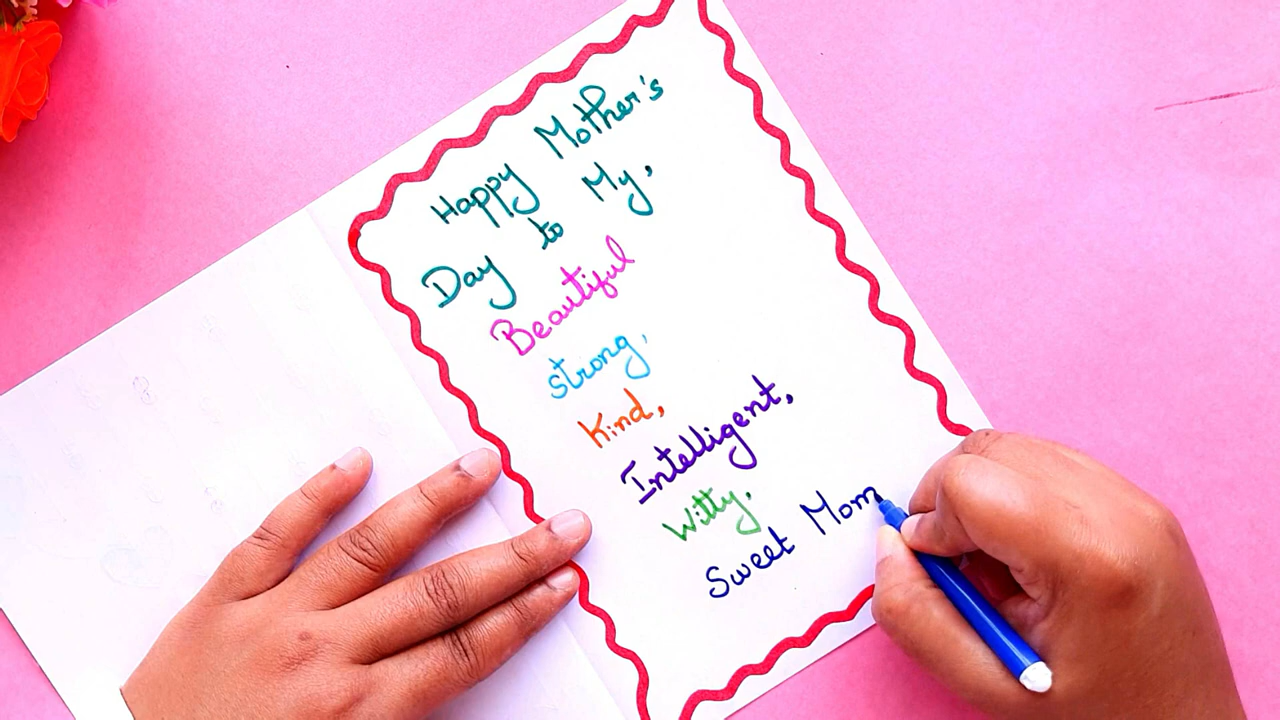 Happy Mother's
Day to My,
Beautiful
strong,
Kind,
Intelligent,
Witty,
Sweet Mom